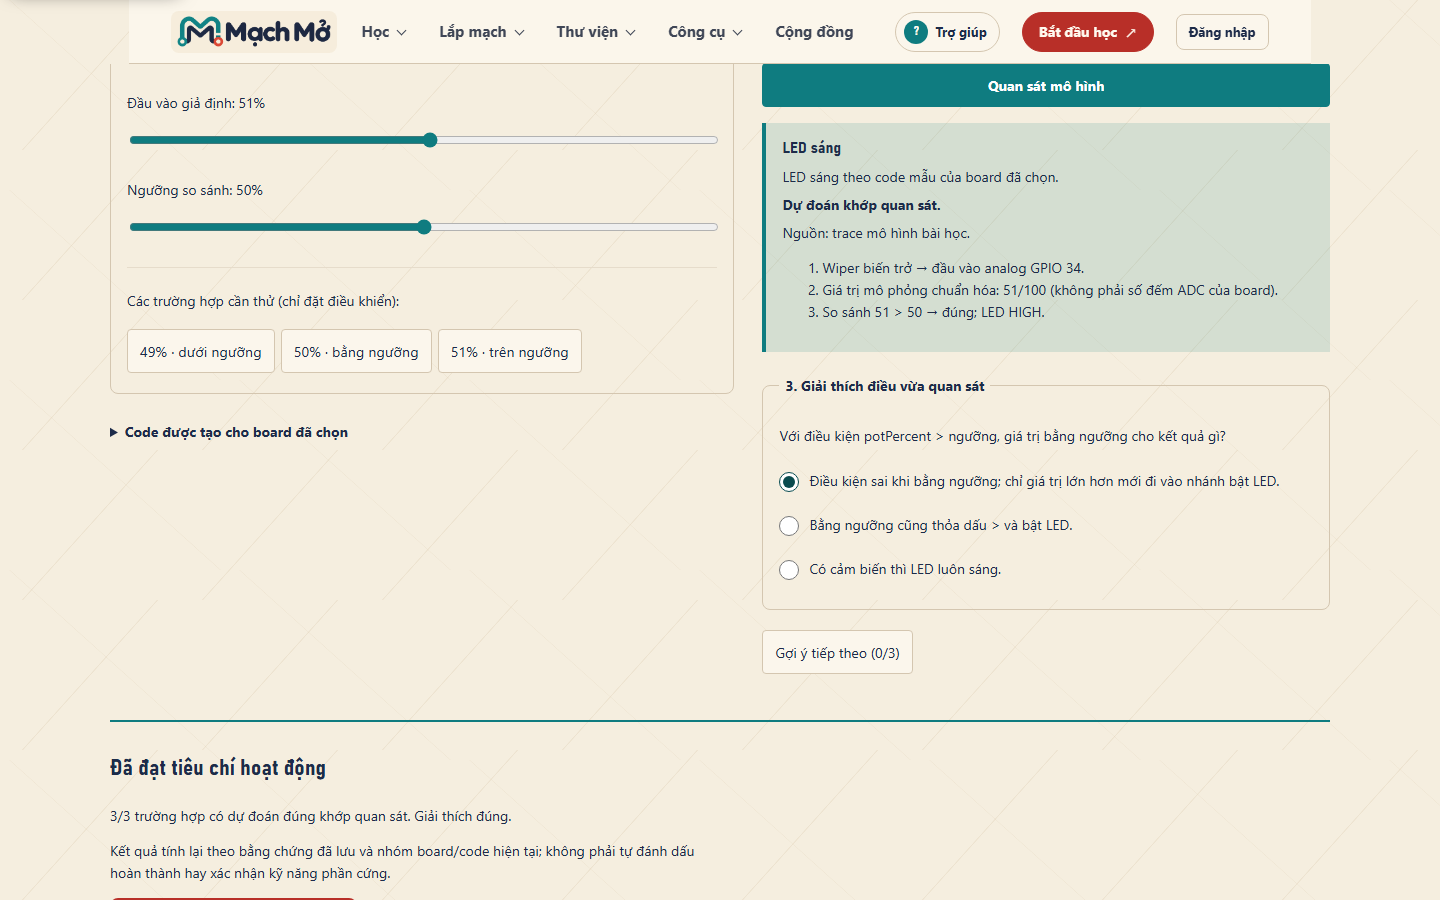 Mạch Mở
Học
Lắp mạch
Thư viện
Công cụ
Cộng đồng
? Trợ giúp
Bắt đầu học ↗
Đăng nhập
Đầu vào giả định: 51%
Ngưỡng so sánh: 50%
Các trường hợp cần thử (chỉ đặt điều khiển):
49% · dưới ngưỡng
50% · bằng ngưỡng
51% · trên ngưỡng
Code được tạo cho board đã chọn
Quan sát mô hình
LED sáng
LED sáng theo code mẫu của board đã chọn.
Dự đoán khớp quan sát.
Nguồn: trace mô hình bài học.
1. Wiper biến trở → đầu vào analog GPIO 34.
2. Giá trị mô phỏng chuẩn hóa: 51/100 (không phải số đếm ADC của board).
3. So sánh 51 > 50 → đúng; LED HIGH.
3. Giải thích điều vừa quan sát
Với điều kiện potPercent > ngưỡng, giá trị bằng ngưỡng cho kết quả gì?
Điều kiện sai khi bằng ngưỡng; chỉ giá trị lớn hơn mới đi vào nhánh bật LED.
Bằng ngưỡng cũng thỏa dấu > và bật LED.
Có cảm biến thì LED luôn sáng.
Gợi ý tiếp theo (0/3)
Đã đạt tiêu chí hoạt động
3/3 trường hợp có dự đoán đúng khớp quan sát. Giải thích đúng.
Kết quả tính lại theo bằng chứng đã lưu và nhóm board/code hiện tại; không phải tự đánh dấu
hoàn thành hay xác nhận kỹ năng phần cứng.